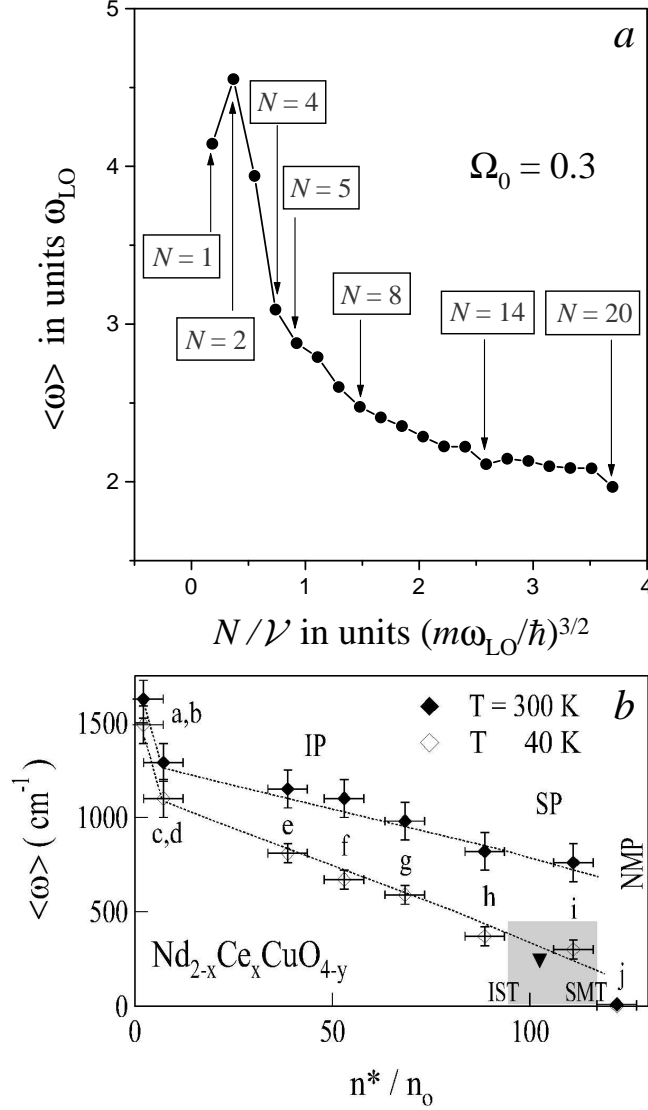 a
5
4
3
2
<ω> in units ω_LO
N = 4
Ω₀ = 0.3
N = 5
N = 1
N = 2
N = 8
N = 14
N = 20
0 1 2 3 4
N/𝒱 in units (mω_LO/ħ)^3/2
b
1500
1000
500
0
<ω> ( cm⁻¹)
a,b
IP
T = 300 K
T 40 K
c,d
e
f
g
SP
h
i
NMP
Nd₂₋ₓCeₓCuO₄₋y
IST
SMT
j
0 50 100
n* / nₒ